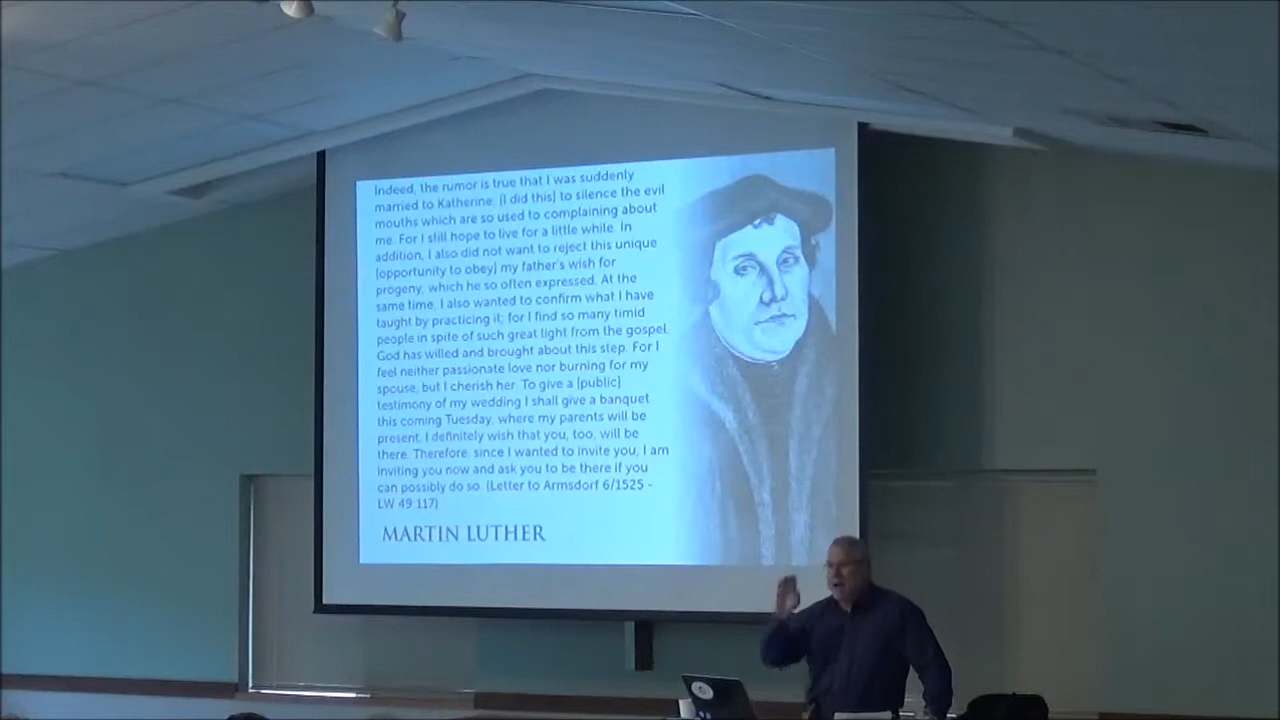 Indeed, the rumor is true that I was suddenly
married to Katherine. [I did this] to silence the evil
mouths which are so used to complaining about
me. For I still hope to live for a little while. In
addition, I also did not want to reject this unique
[opportunity to obey] my father's wish for
progeny, which he so often expressed. At the
same time, I also wanted to confirm what I have
taught by practicing it; for I find so many timid
people in spite of such great light from the gospel.
God has willed and brought about this step. For I
feel neither passionate love nor burning for my
spouse, but I cherish her. To give a [public]
testimony of my wedding I shall give a banquet
this coming Tuesday, where my parents will be
present. I definitely wish that you, too, will be
there. Therefore, since I wanted to invite you, I am
inviting you now and ask you to be there if you
can possibly do so. (Letter to Armsdorf 6/1525 -
LW 49:117)
MARTIN LUTHER